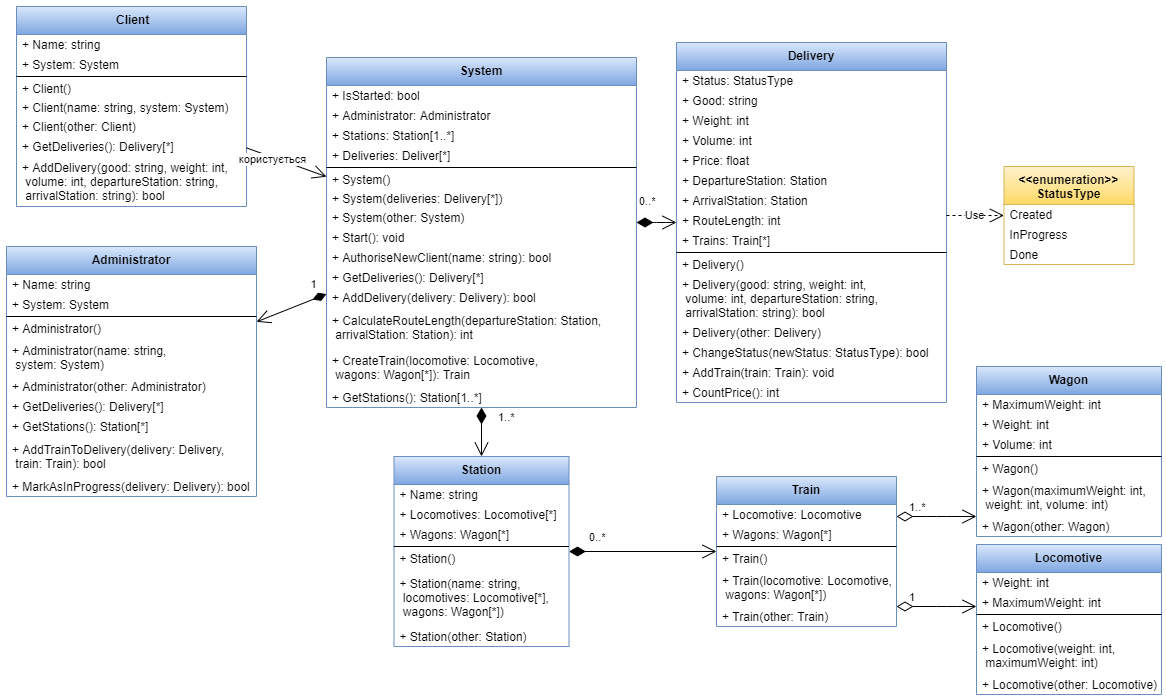 Client
+ Name: string
+ System: System
+ Client()
+ Client(name: string, system: System)
+ Client(other: Client)
+ GetDeliveries(): Delivery[*]
+ AddDelivery(good: string, weight: int,
volume: int, departureStation: string,
arrivalStation: string): bool
користується
Administrator
+ Name: string
+ System: System
+ Administrator()
+ Administrator(name: string,
system: System)
+ Administrator(other: Administrator)
+ GetDeliveries(): Delivery[*]
+ GetStations(): Station[*]
+ AddTrainToDelivery(delivery: Delivery,
train: Train): bool
+ MarkAsInProgress(delivery: Delivery): bool
1
System
+ IsStarted: bool
+ Administrator: Administrator
+ Stations: Station[1..*]
+ Deliveries: Deliver[*]
+ System()
+ System(deliveries: Delivery[*])
+ System(other: System)
+ Start(): void
+ AuthoriseNewClient(name: string): bool
+ GetDeliveries(): Delivery[*]
+ AddDelivery(delivery: Delivery): bool
+ CalculateRouteLength(departureStation: Station,
arrivalStation: Station): int
+ CreateTrain(locomotive: Locomotive,
wagons: Wagon[*]): Train
+ GetStations(): Station[1..*]
0..*
1..*
Delivery
+ Status: StatusType
+ Good: string
+ Weight: int
+ Volume: int
+ Price: float
+ DepartureStation: Station
+ ArrivalStation: Station
+ RouteLength: int
+ Trains: Train[*]
+ Delivery()
+ Delivery(good: string, weight: int,
volume: int, departureStation: string,
arrivalStation: string): bool
+ Delivery(other: Delivery)
+ ChangeStatus(newStatus: StatusType): bool
+ AddTrain(train: Train): void
+ CountPrice(): int
Use
<<enumeration>>
StatusType
Created
InProgress
Done
Station
+ Name: string
+ Locomotives: Locomotive[*]
+ Wagons: Wagon[*]
+ Station()
+ Station(name: string,
locomotives: Locomotive[*],
wagons: Wagon[*])
+ Station(other: Station)
0..*
Train
+ Locomotive: Locomotive
+ Wagons: Wagon[*]
+ Train()
+ Train(locomotive: Locomotive,
wagons: Wagon[*])
+ Train(other: Train)
1..*
1
Wagon
+ MaximumWeight: int
+ Weight: int
+ Volume: int
+ Wagon()
+ Wagon(maximumWeight: int,
weight: int, volume: int)
+ Wagon(other: Wagon)
Locomotive
+ Weight: int
+ MaximumWeight: int
+ Locomotive()
+ Locomotive(weight: int,
maximumWeight: int)
+ Locomotive(other: Locomotive)